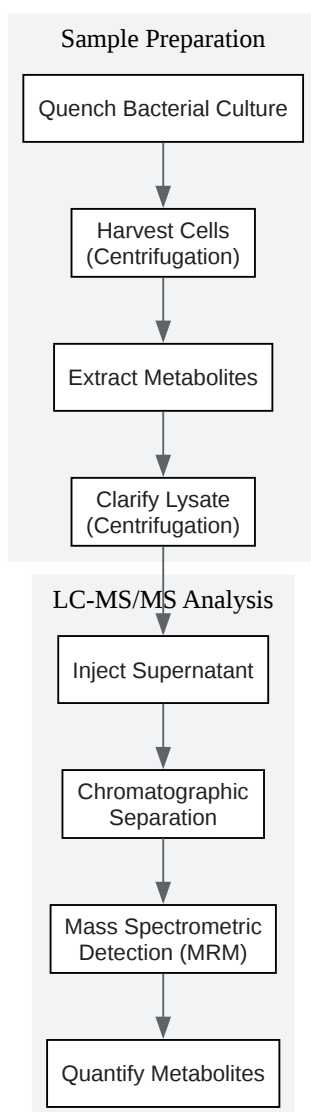 Sample Preparation
Quench Bacterial Culture
Harvest Cells
(Centrifugation)
Extract Metabolites
Clarify Lysate
(Centrifugation)
LC-MS/MS Analysis
Inject Supernatant
Chromatographic
Separation
Mass Spectrometric
Detection (MRM)
Quantify Metabolites